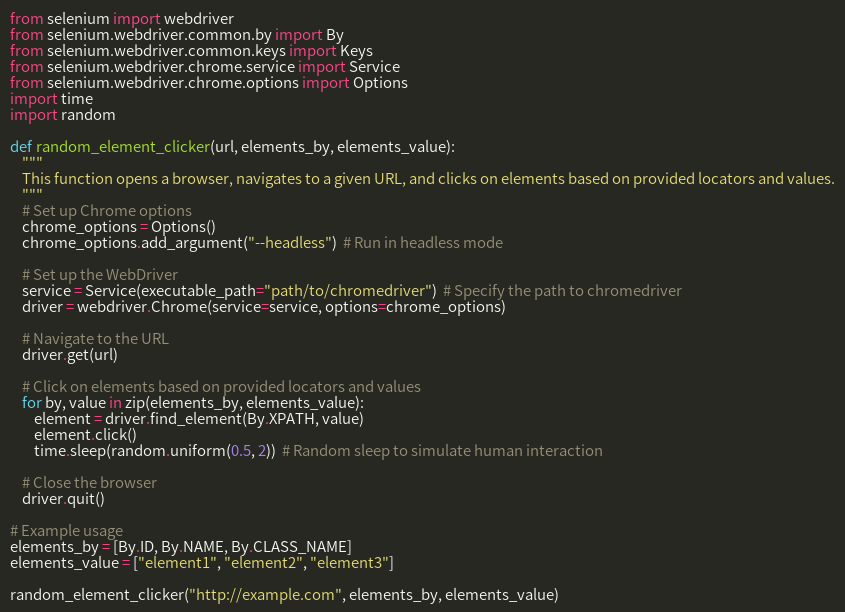 from selenium import webdriver
from selenium.webdriver.common.by import By
from selenium.webdriver.common.keys import Keys
from selenium.webdriver.chrome.service import Service
from selenium.webdriver.chrome.options import Options
import time
import random

def random_element_clicker(url, elements_by, elements_value):
    """
    This function opens a browser, navigates to a given URL, and clicks on elements based on provided locators and values.
    """
    # Set up Chrome options
    chrome_options = Options()
    chrome_options.add_argument("--headless")  # Run in headless mode

    # Set up the WebDriver
    service = Service(executable_path="path/to/chromedriver")  # Specify the path to chromedriver
    driver = webdriver.Chrome(service=service, options=chrome_options)

    # Navigate to the URL
    driver.get(url)

    # Click on elements based on provided locators and values
    for by, value in zip(elements_by, elements_value):
        element = driver.find_element(By.XPATH, value)
        element.click()
        time.sleep(random.uniform(0.5, 2))  # Random sleep to simulate human interaction

    # Close the browser
    driver.quit()

# Example usage
elements_by = [By.ID, By.NAME, By.CLASS_NAME]
elements_value = ["element1", "element2", "element3"]

random_element_clicker("http://example.com", elements_by, elements_value)